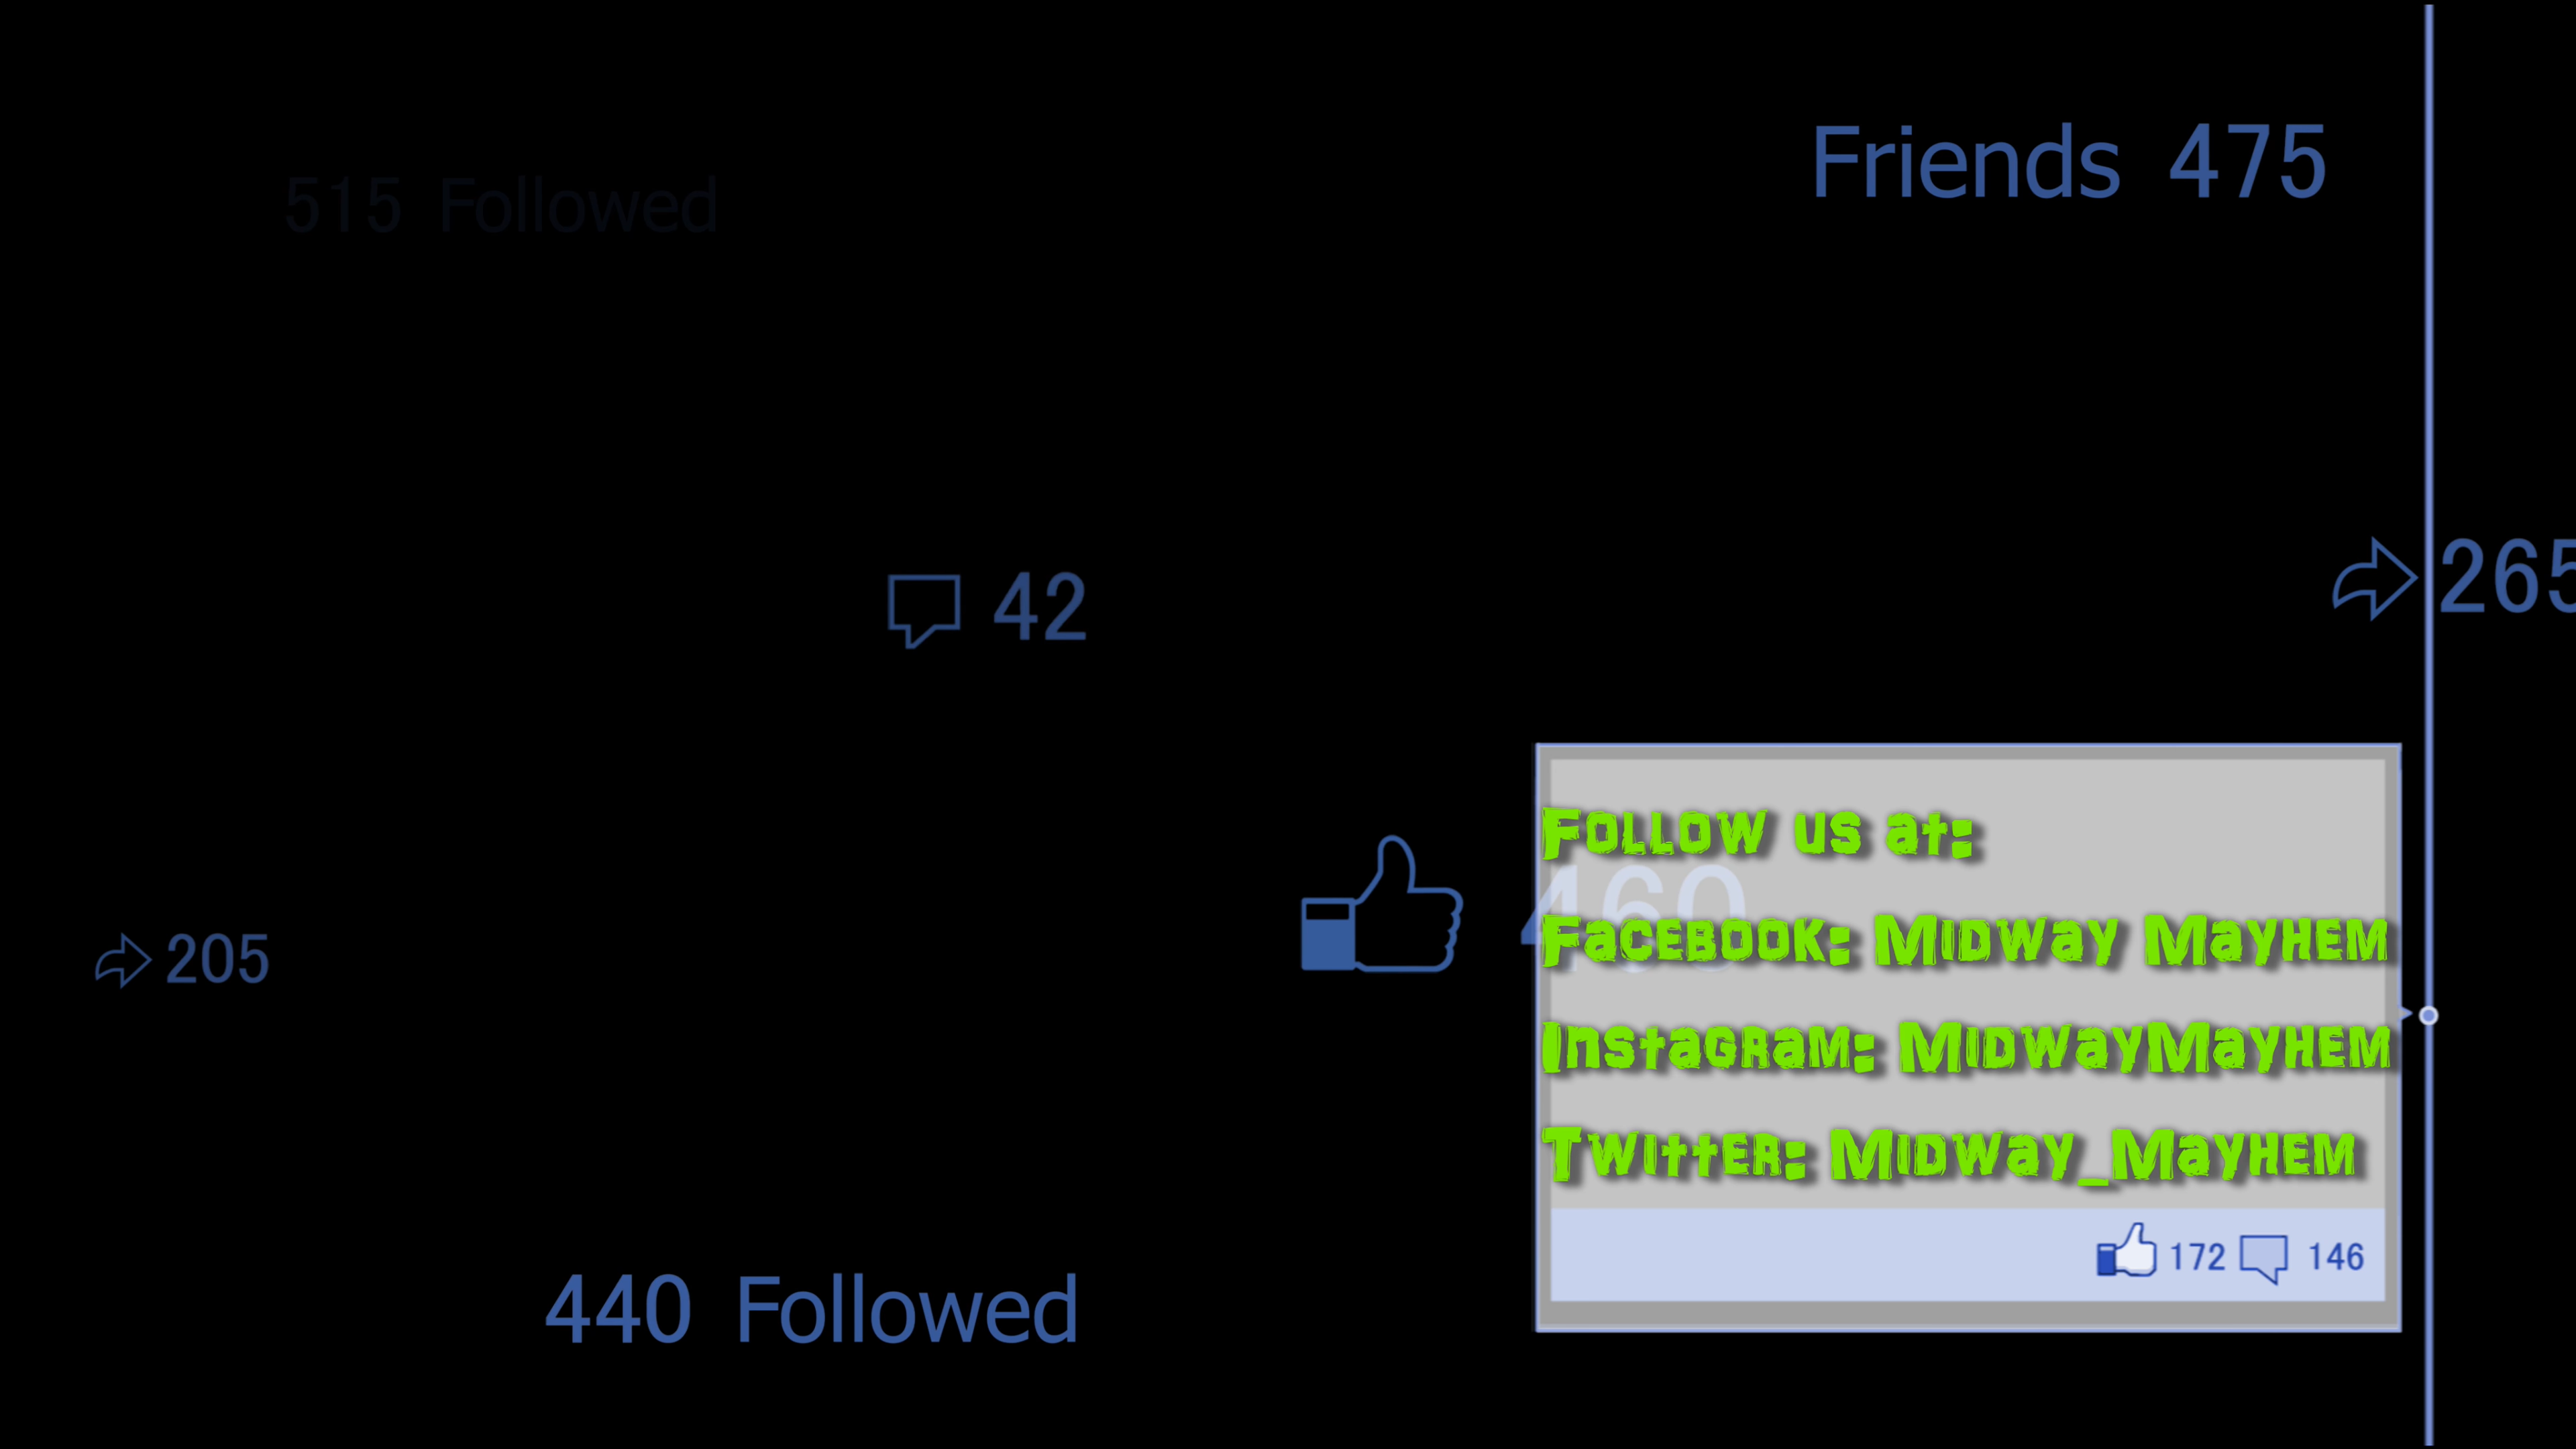 Friends 475
515 Followed
265
42
Follow us at:
460
Facebook: Midway Mayhem
205
Instagram: MidwayMayhem
Twitter: Midway_Mayhem
172 146
440 Followed